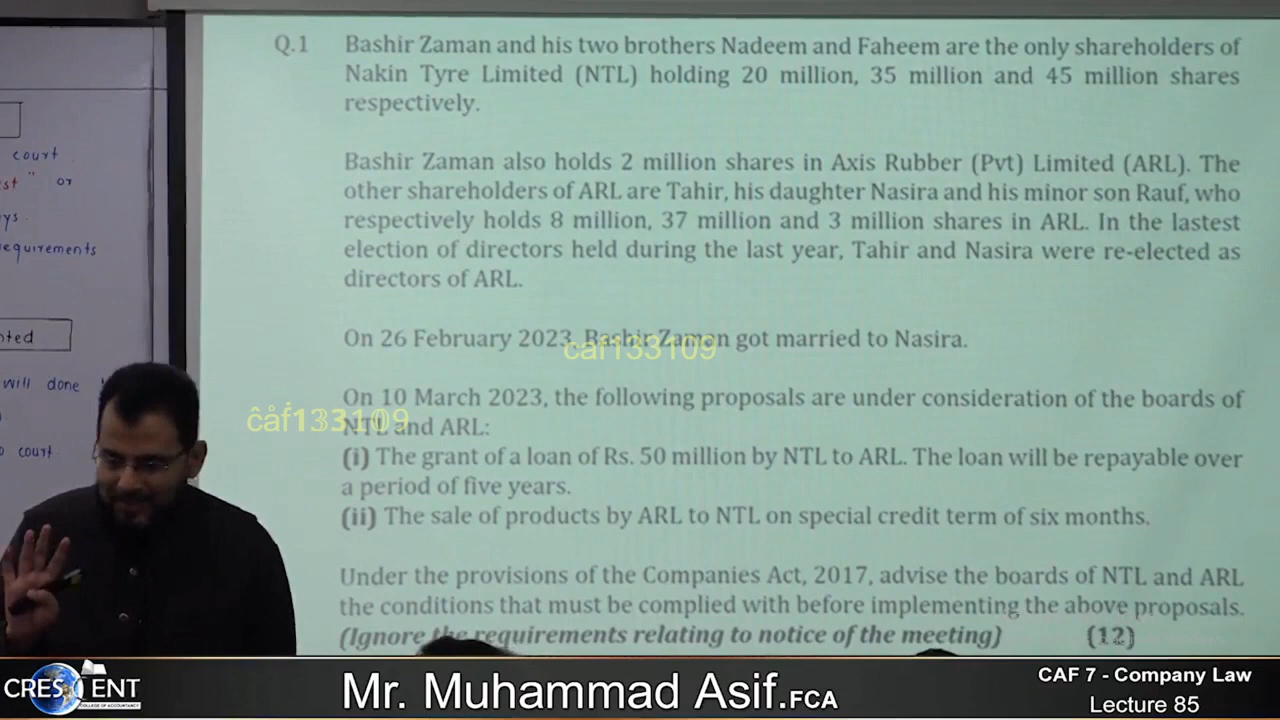 court
st" or
ys.
equirements
nted
will done
o court.
Q.1 Bashir Zaman and his two brothers Nadeem and Faheem are the only shareholders of
Nakin Tyre Limited (NTL) holding 20 million, 35 million and 45 million shares
respectively.
Bashir Zaman also holds 2 million shares in Axis Rubber (Pvt) Limited (ARL). The
other shareholders of ARL are Tahir, his daughter Nasira and his minor son Rauf, who
respectively holds 8 million, 37 million and 3 million shares in ARL. In the lastest
election of directors held during the last year, Tahir and Nasira were re-elected as
directors of ARL.
On 26 February 2023, Bashir Zaman got married to Nasira.
caf133109
On 10 March 2023, the following proposals are under consideration of the boards of
ĉåḟ133109
NTL and ARL:
(i) The grant of a loan of Rs. 50 million by NTL to ARL. The loan will be repayable over
a period of five years.
(ii) The sale of products by ARL to NTL on special credit term of six months.
Under the provisions of the Companies Act, 2017, advise the boards of NTL and ARL
the conditions that must be complied with before implementing the above proposals.
(Ignore the requirements relating to notice of the meeting) (12)
CRESCENT
COLLEGE OF ACCOUNTANCY
Mr. Muhammad Asif.FCA
CAF 7 - Company Law
Lecture 85